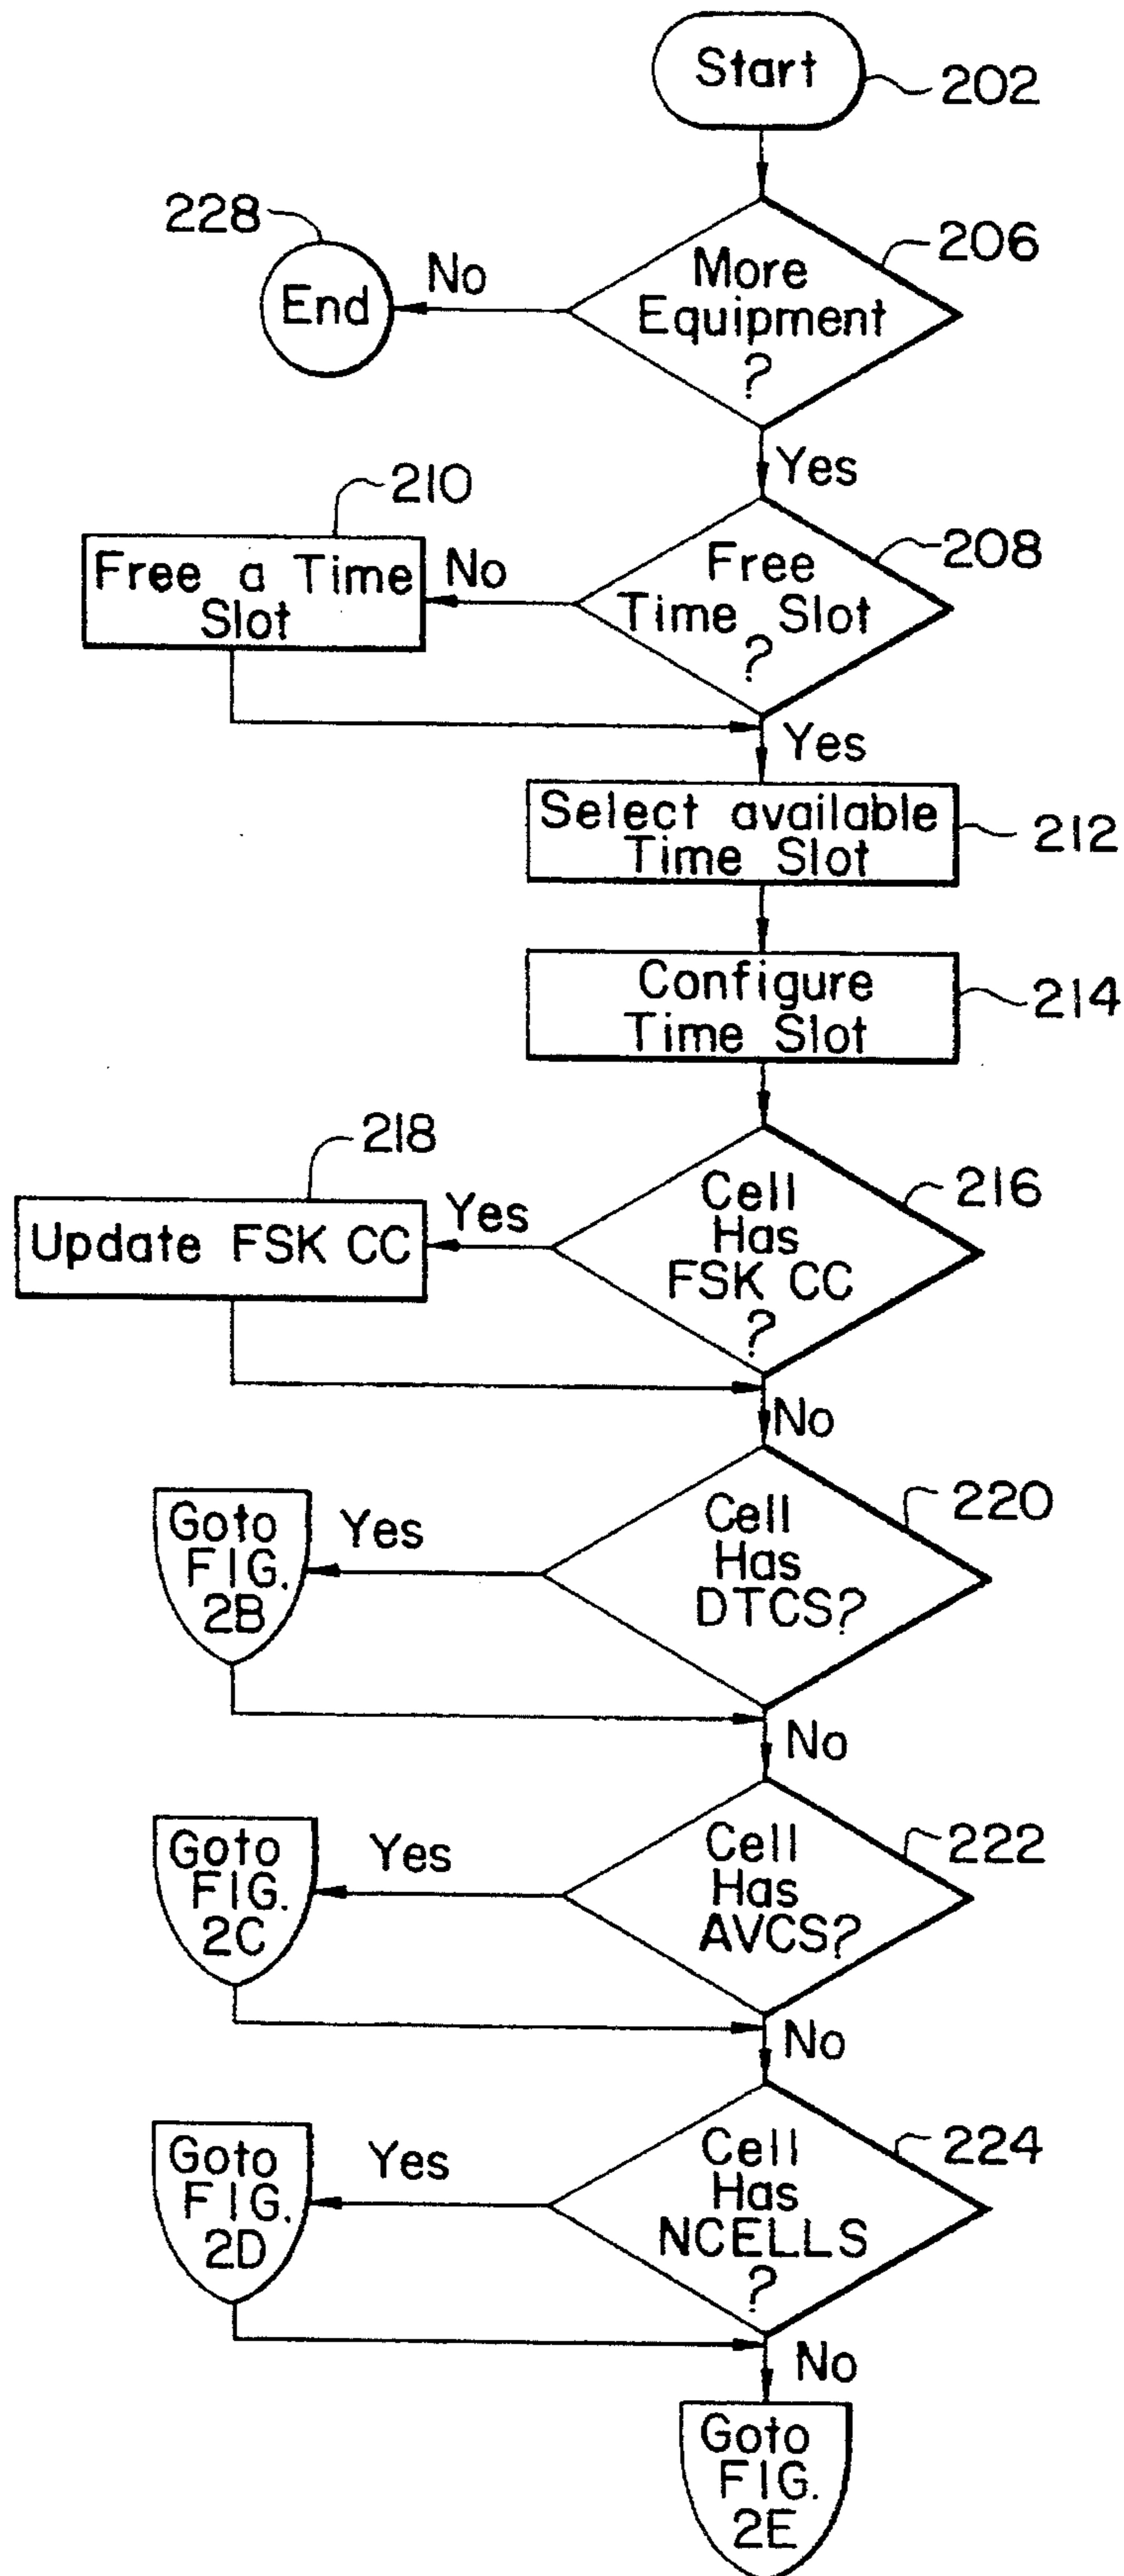 Start
202
228
206
End
No
More
Equipment
?
Yes
210
208
Free a Time
Slot
No
Free
Time Slot
?
Yes
Select available
Time Slot
212
Configure
Time Slot
214
218
216
Update FSK CC
Yes
Cell
Has
FSK CC
?
No
220
Goto
FIG.
2B
Yes
Cell
Has
DTCS?
No
222
Goto
FIG.
2C
Yes
Cell
Has
AVCS?
No
224
Goto
FIG.
2D
Yes
Cell
Has
NCELLS
?
No
Goto
FIG.
2E